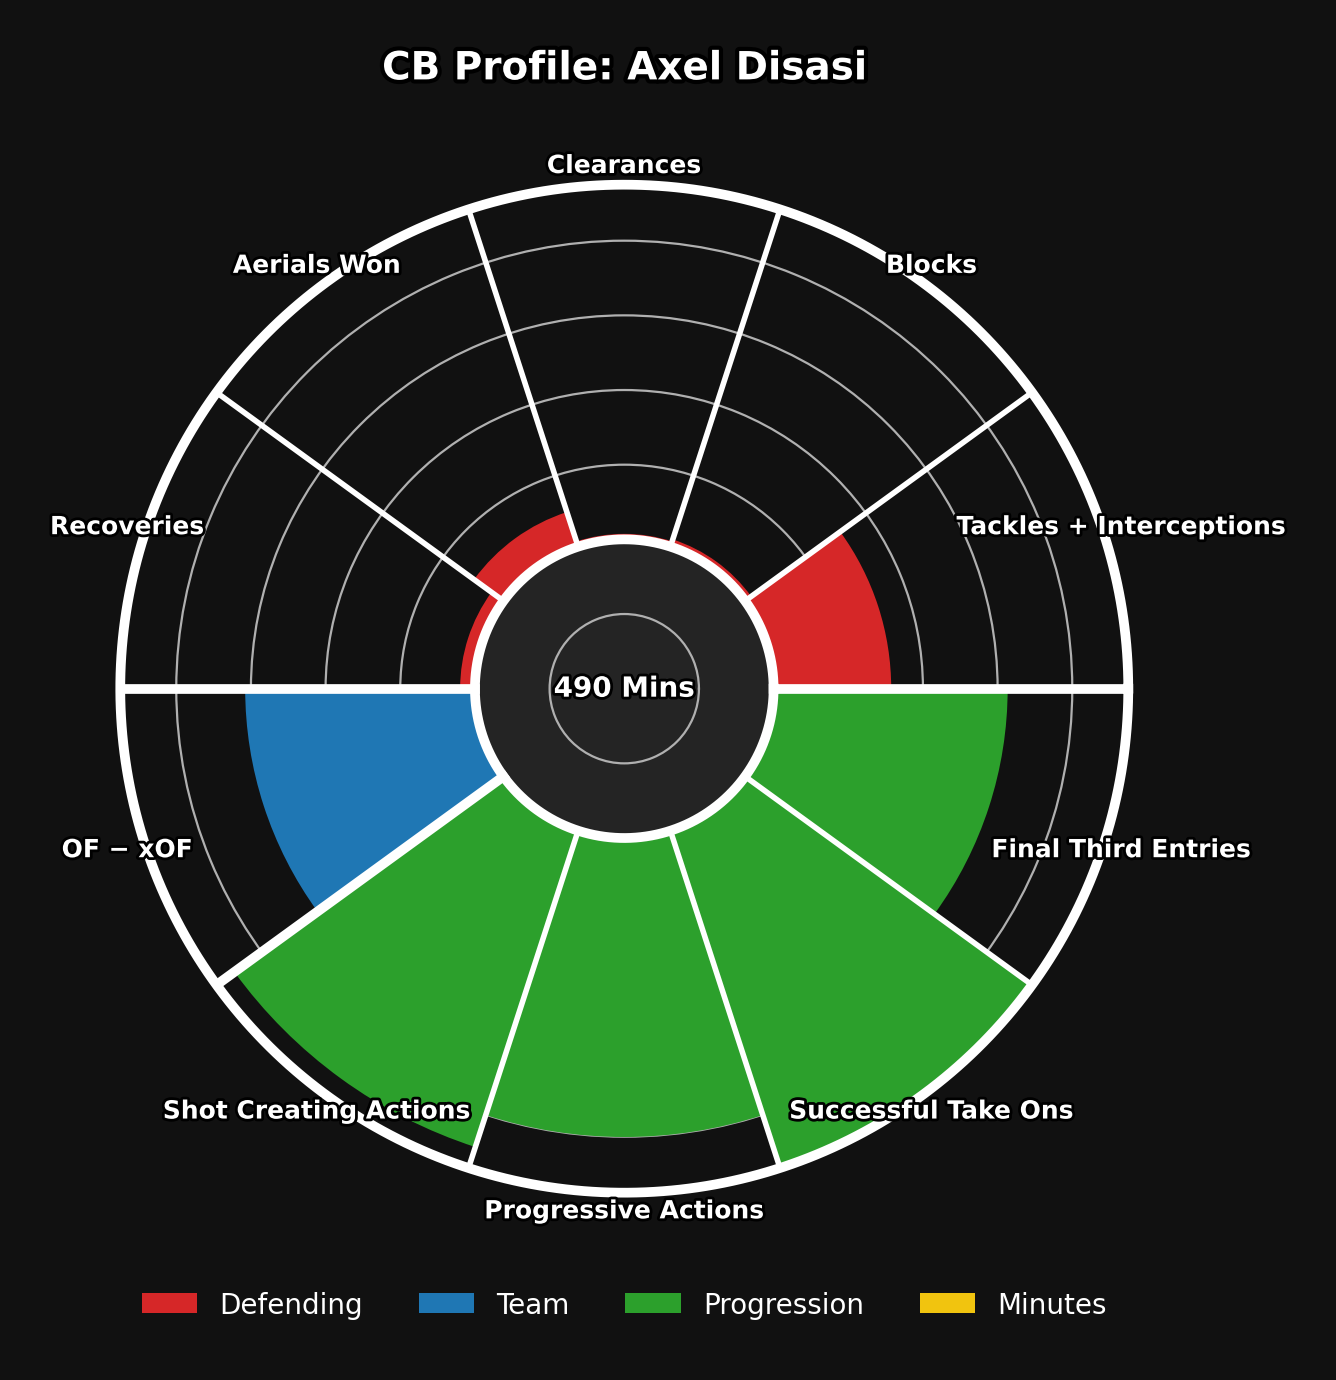 CB Profile: Axel Disasi
Clearances
Aerials Won
Blocks
Recoveries
Tackles + Interceptions
490 Mins
OF − xOF
Final Third Entries
Shot Creating Actions
Successful Take Ons
Progressive Actions
Defending
Team
Progression
Minutes